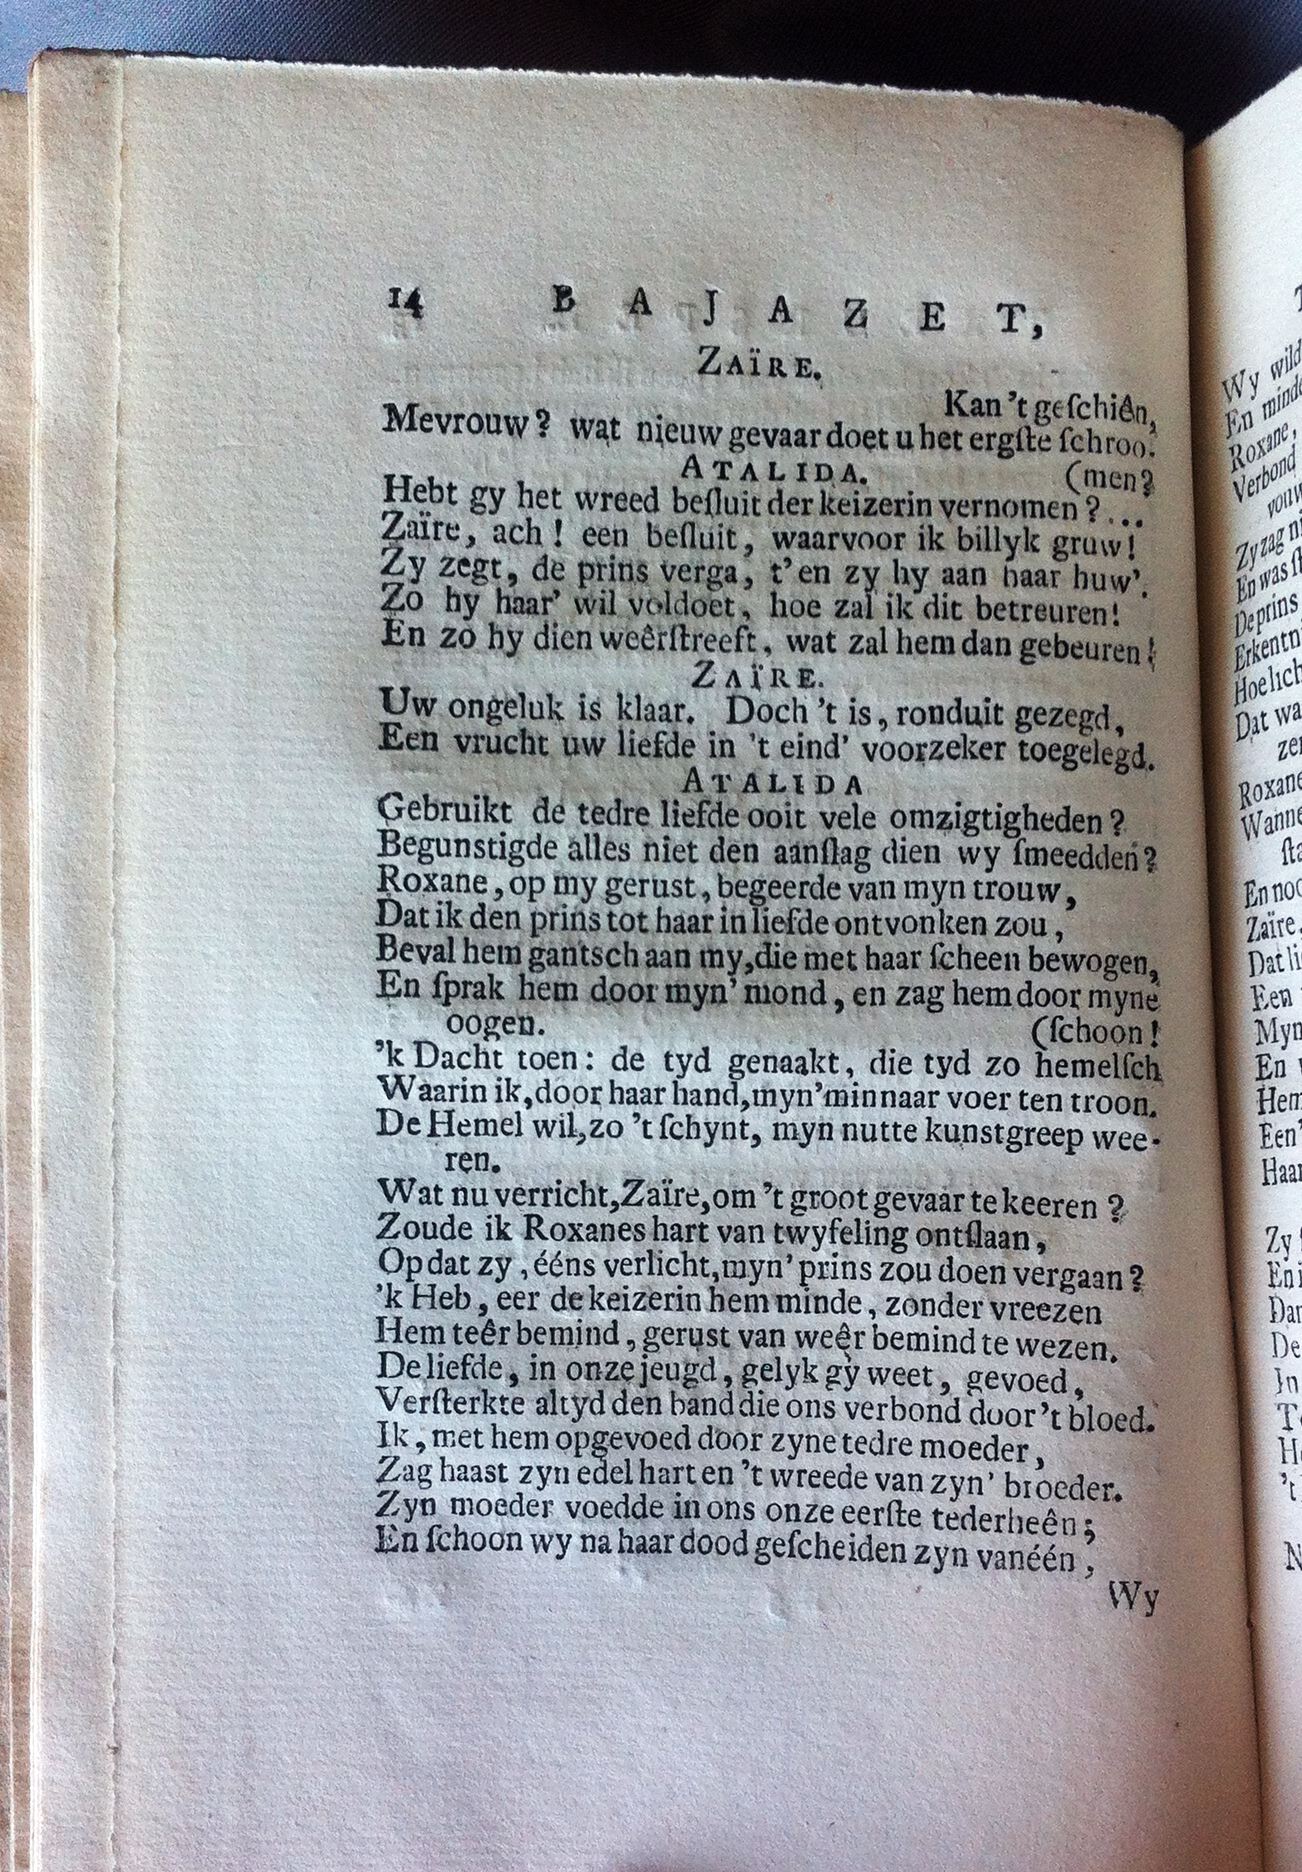 14 BAJAZET,
ZAÏRE.
Kan 't geſchiên,
Mevrouw? wat nieuw gevaar doet u het ergſte ſchroo-
ATALIDA. (men?
Hebt gy het wreed beſluit der keizerin vernomen?...
Zaïre, ach! een beſluit, waarvoor ik billyk gruw!
Zy zegt, de prins verga, t'en zy hy aan haar huw'.
Zo hy haar' wil voldoet, hoe zal ik dit betreuren!
En zo hy dien weêrſtreeft, wat zal hem dan gebeuren!
ZAÏRE.
Uw ongeluk is klaar. Doch 't is, ronduit gezegd,
Een vrucht uw liefde in 't eind' voorzeker toegelegd.
ATALIDA
Gebruikt de tedre liefde ooit vele omzigtigheden?
Begunstigde alles niet den aanſlag dien wy ſmeedden?
Roxane, op my gerust, begeerde van myn trouw,
Dat ik den prins tot haar in liefde ontvonken zou,
Beval hem gantsch aan my, die met haar ſcheen bewogen,
En ſprak hem door myn' mond, en zag hem door myne
oogen. (ſchoon!
'k Dacht toen: de tyd genaakt, die tyd zo hemelſch
Waarin ik, door haar hand, myn' minnaar voer ten troon.
De Hemel wil, zo 't ſchynt, myn nutte kunstgreep wee-
ren.
Wat nu verricht, Zaïre, om 't groot gevaar te keeren?
Zoude ik Roxanes hart van twyfeling ontſlaan,
Op dat zy, ééns verlicht, myn' prins zou doen vergaan?
'k Heb, eer de keizerin hem minde, zonder vreezen
Hem teêr bemind, gerust van weêr bemind te wezen.
De liefde, in onze jeugd, gelyk gy weet, gevoed,
Verſterkte altyd den band die ons verbond door 't bloed.
Ik, met hem opgevoed door zyne tedre moeder,
Zag haast zyn edel hart en 't wreede van zyn' broeder.
Zyn moeder voedde in ons onze eerſte tederheên;
En ſchoon wy na haar dood geſcheiden zyn vanéén,
Wy